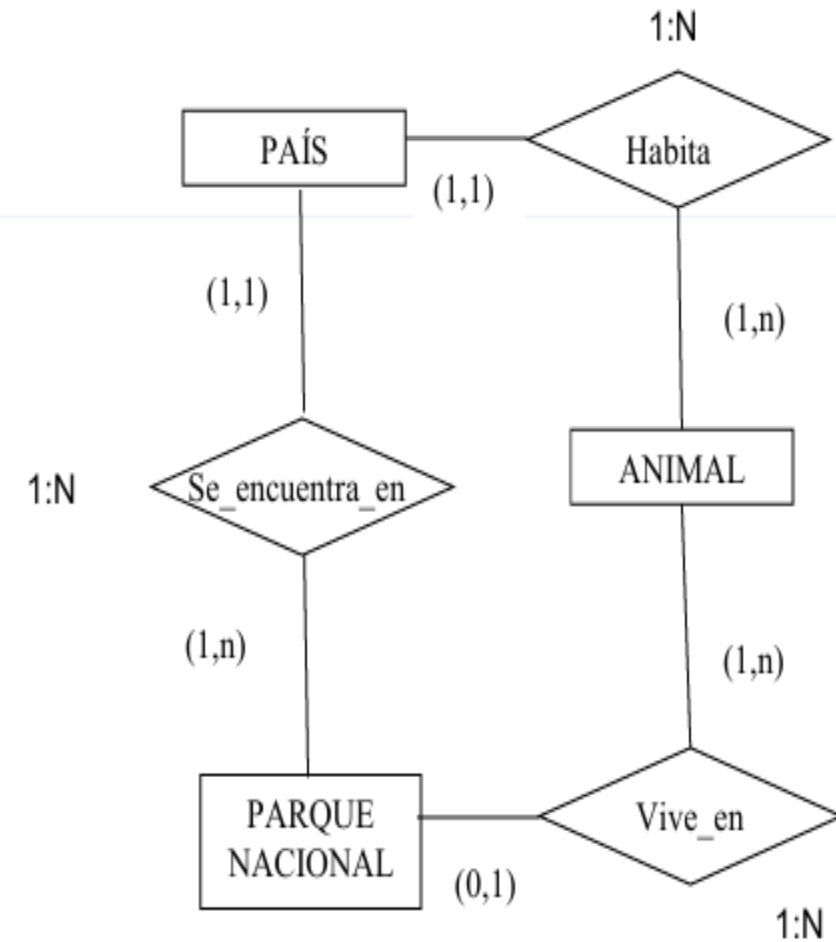 1:N
PAÍS
Habita
(1,1)
(1,1)
(1,n)
ANIMAL
1:N
Se_encuentra_en
(1,n)
(1,n)
PARQUE
NACIONAL
Vive_en
(0,1)
1:N